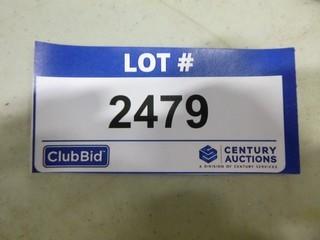 LOT #
2479
ClubBid
CENTURY
AUCTIONS
A DIVISION OF CENTURY SERVICES